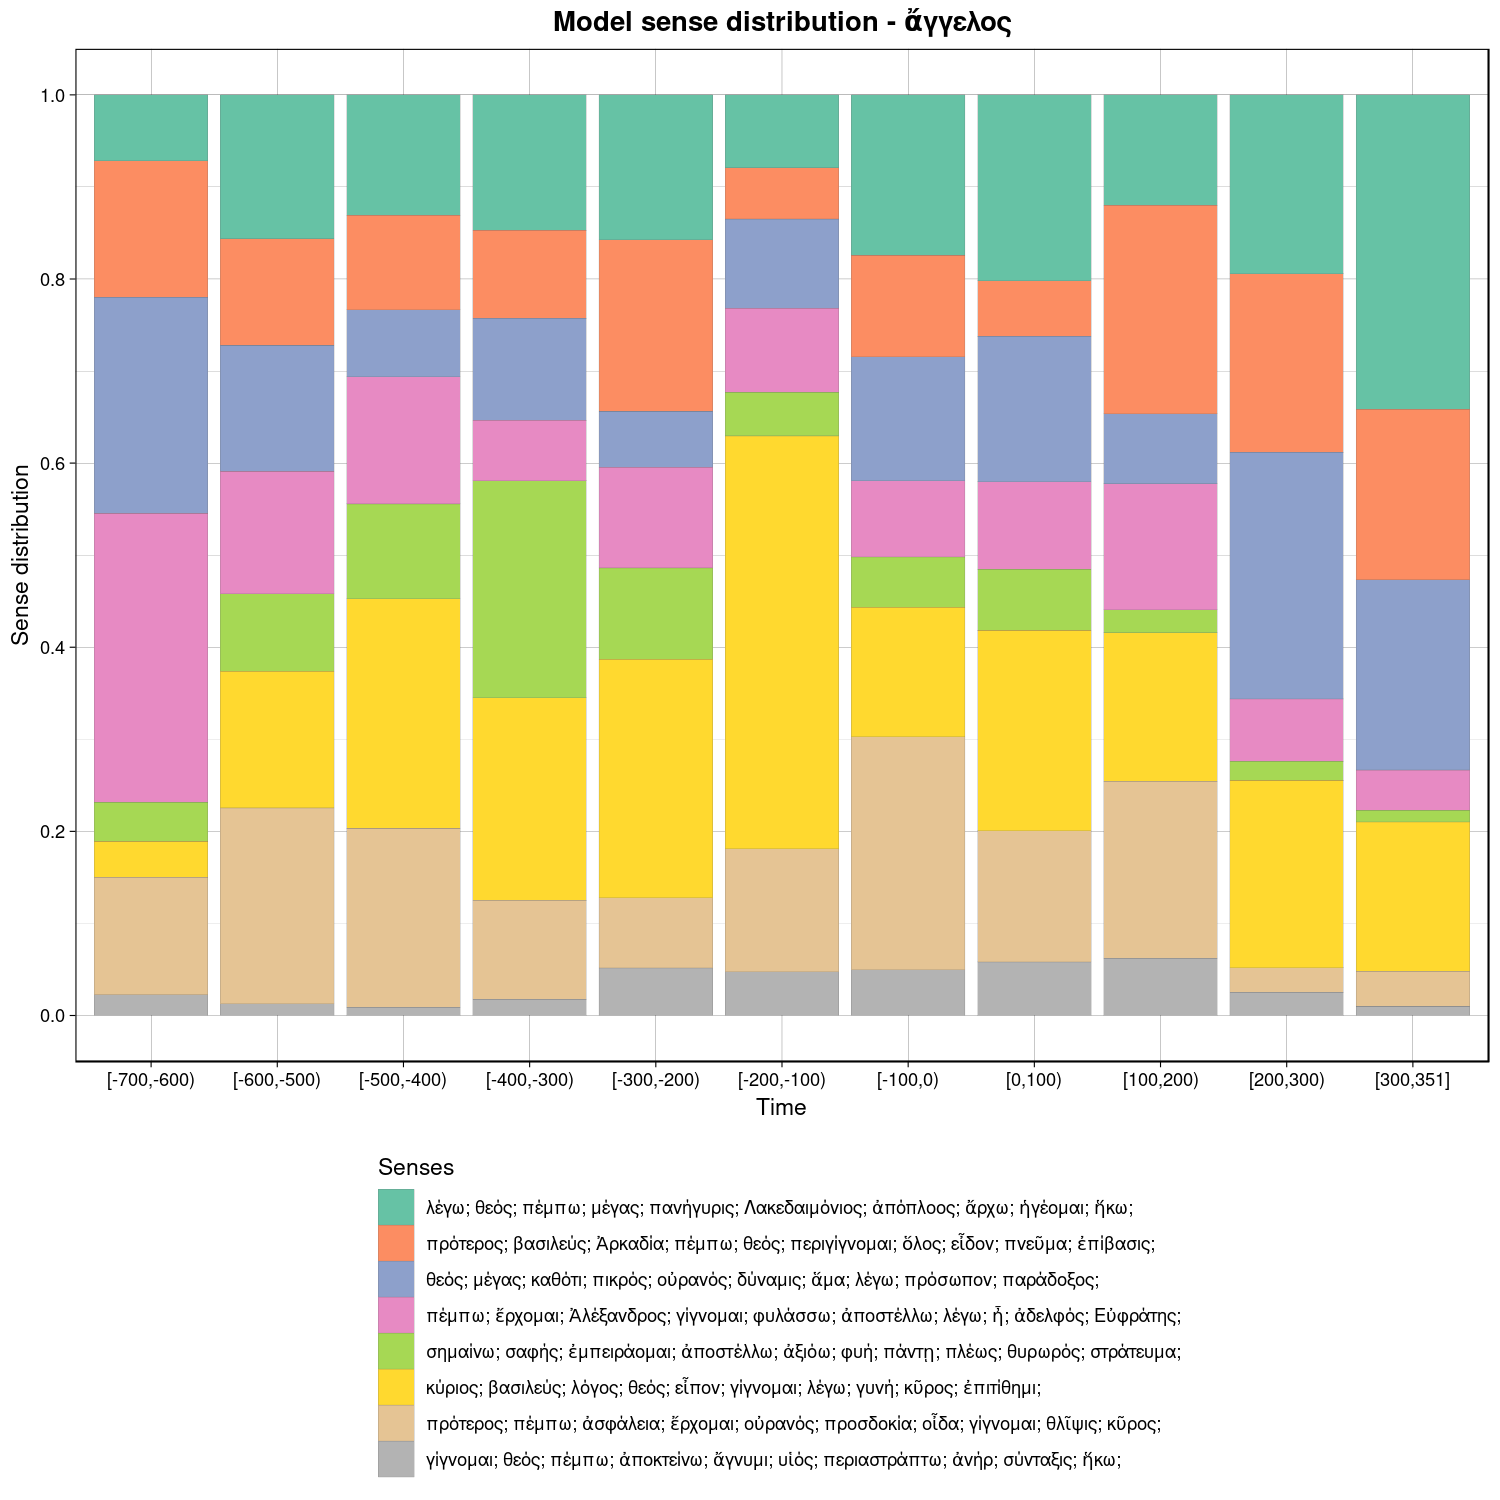 Model sense distribution - ἄγγελος
Sense distribution
1.0
0.8
0.6
0.4
0.2
0.0
[-700,-600) [-600,-500) [-500,-400) [-400,-300) [-300,-200) [-200,-100) [-100,0) [0,100) [100,200) [200,300) [300,351]
Time
Senses
λέγω; θεός; πέμπω; μέγας; πανήγυρις; Λακεδαιμόνιος; ἀπόπλοος; ἄρχω; ἡγέομαι; ἥκω;
πρότερος; βασιλεύς; Ἀρκαδία; πέμπω; θεός; περιγίγνομαι; ὅλος; εἶδον; πνεῦμα; ἐπίβασις;
θεός; μέγας; καθότι; πικρός; οὐρανός; δύναμις; ἅμα; λέγω; πρόσωπον; παράδοξος;
πέμπω; ἔρχομαι; Ἀλέξανδρος; γίγνομαι; φυλάσσω; ἀποστέλλω; λέγω; ἦ; ἀδελφός; Εὐφράτης;
σημαίνω; σαφής; ἐμπειράομαι; ἀποστέλλω; ἀξιόω; φυή; πάντῃ; πλέως; θυρωρός; στράτευμα;
κύριος; βασιλεύς; λόγος; θεός; εἶπον; γίγνομαι; λέγω; γυνή; κῦρος; ἐπιτίθημι;
πρότερος; πέμπω; ἀσφάλεια; ἔρχομαι; οὐρανός; προσδοκία; οἶδα; γίγνομαι; θλῖψις; κῦρος;
γίγνομαι; θεός; πέμπω; ἀποκτείνω; ἄγνυμι; υἱός; περιαστράπτω; ἀνήρ; σύνταξις; ἥκω;